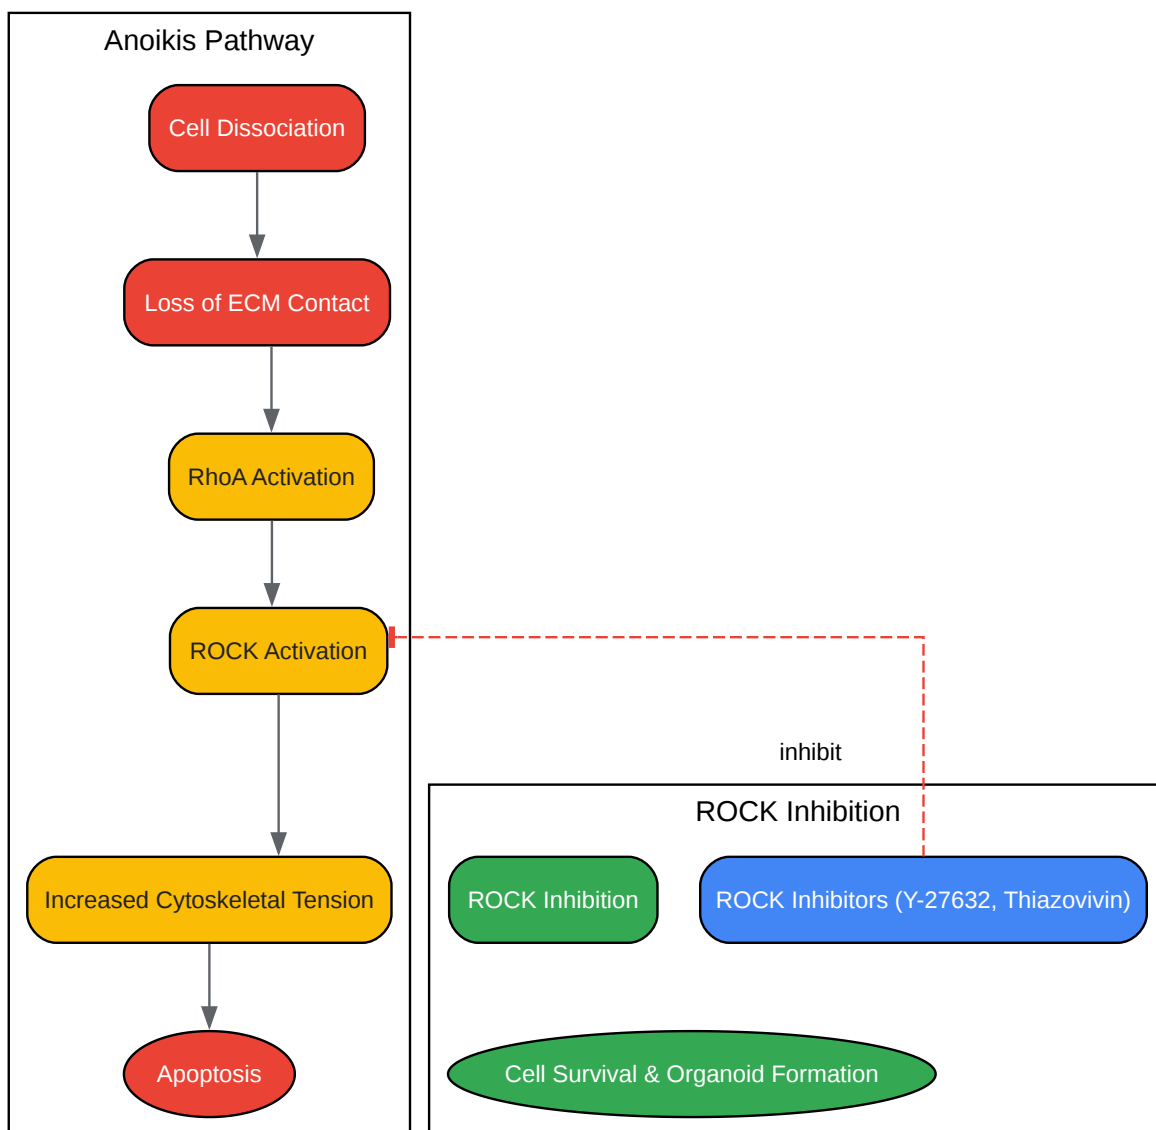 Anoikis Pathway
Cell Dissociation
Loss of ECM Contact
RhoA Activation
ROCK Activation
inhibit
ROCK Inhibition
Increased Cytoskeletal Tension
ROCK Inhibition
ROCK Inhibitors (Y-27632, Thiazovivin)
Apoptosis
Cell Survival & Organoid Formation